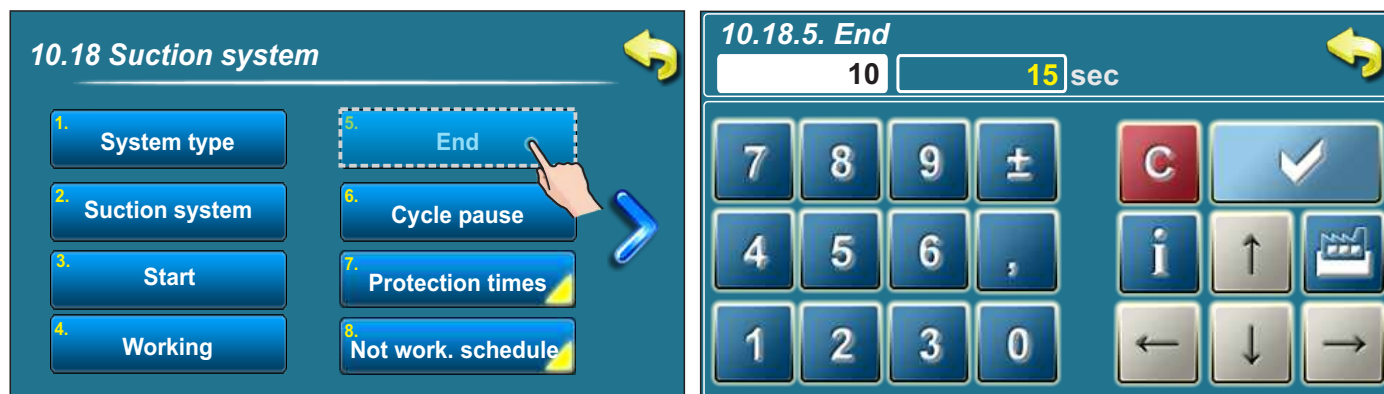 10.18 Suction system
1. System type
2. Suction system
3. Start
4. Working
5. End
6. Cycle pause
7. Protection times
8. Not work. schedule
10.18.5. End
10 15 sec
7 8 9 ± C
4 5 6 , i ↑
1 2 3 0 ← ↓ →